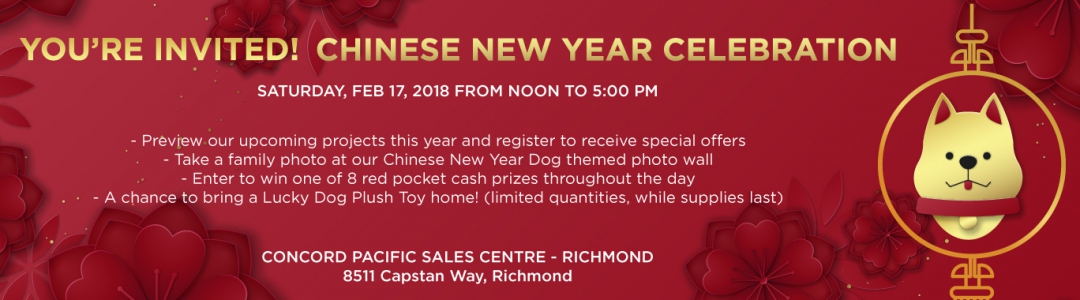 YOU'RE INVITED! CHINESE NEW YEAR CELEBRATION
SATURDAY, FEB 17, 2018 FROM NOON TO 5:00 PM
- Preview our upcoming projects this year and register to receive special offers
- Take a family photo at our Chinese New Year Dog themed photo wall
- Enter to win one of 8 red pocket cash prizes throughout the day
- A chance to bring a Lucky Dog Plush Toy home! (limited quantities, while supplies last)
CONCORD PACIFIC SALES CENTRE - RICHMOND
8511 Capstan Way, Richmond